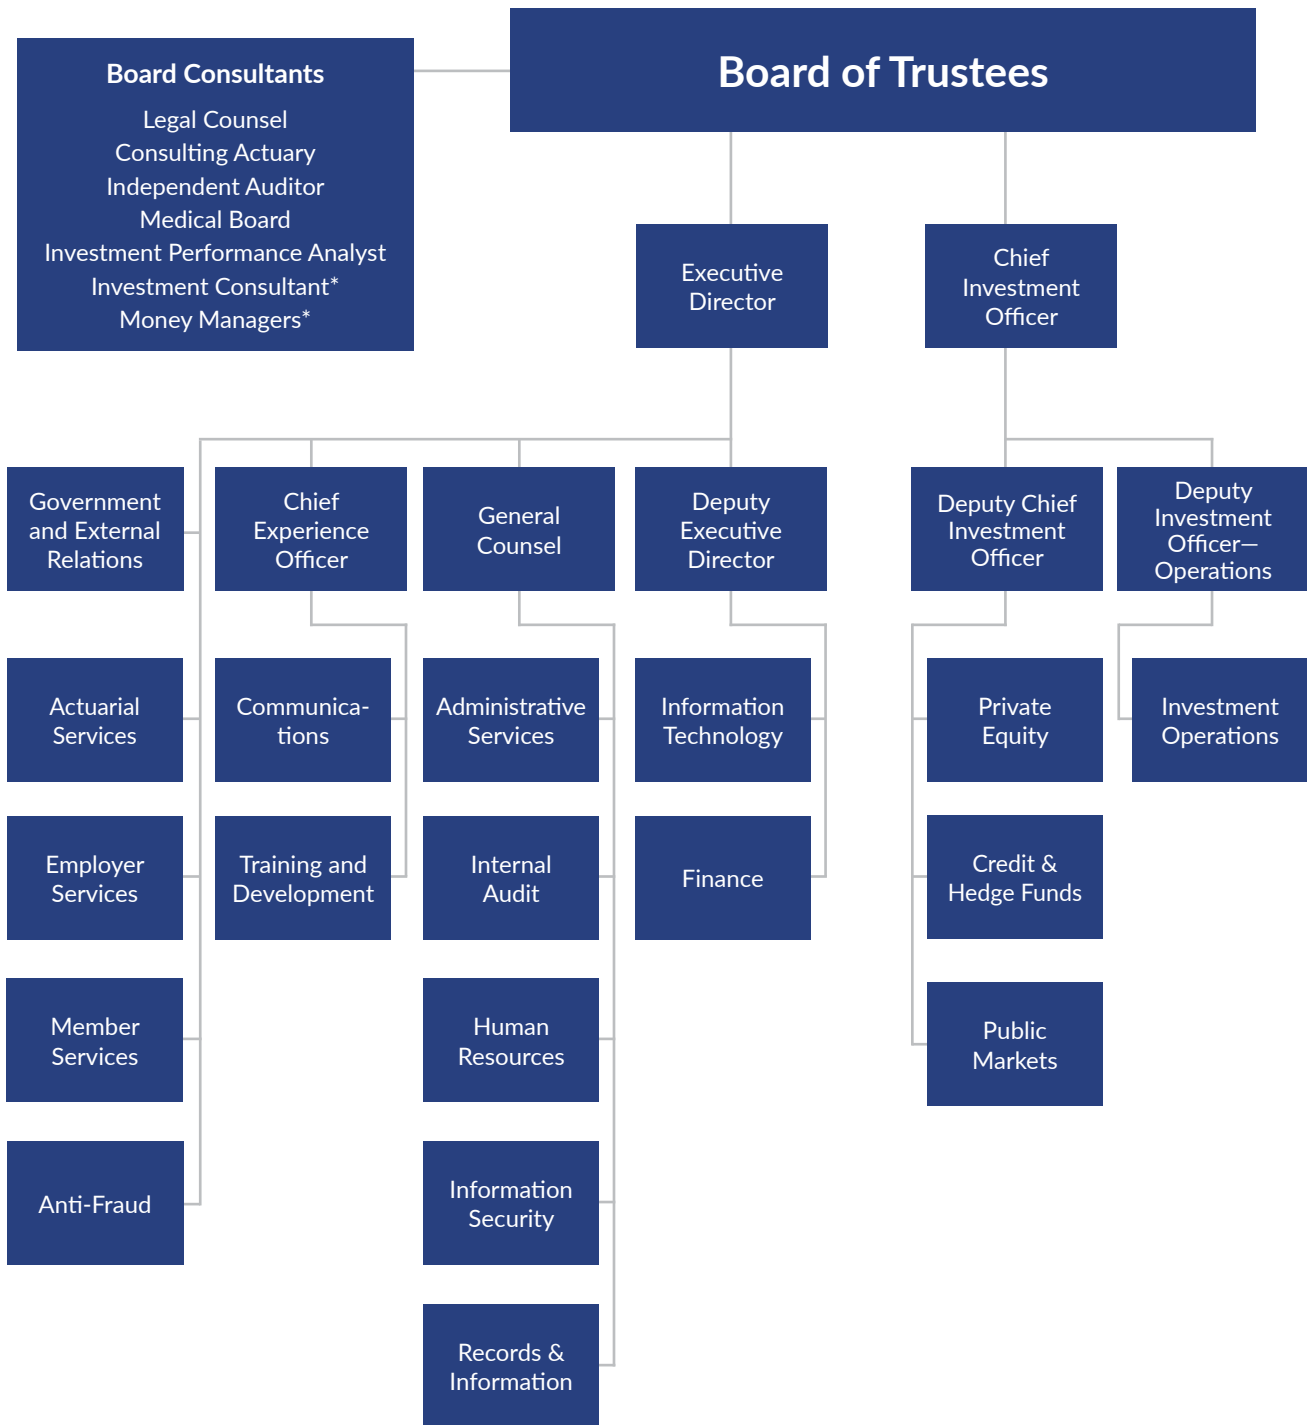 Board Consultants
Legal Counsel
Consulting Actuary
Independent Auditor
Medical Board
Investment Performance Analyst
Investment Consultant*
Money Managers*
Board of Trustees
Executive
Director
Chief
Investment
Officer
Government
and External
Relations
Chief
Experience
Officer
General
Counsel
Deputy
Executive
Director
Deputy Chief
Investment
Officer
Deputy
Investment
Officer—
Operations
Actuarial
Services
Communica-
tions
Administrative
Services
Information
Technology
Private
Equity
Investment
Operations
Employer
Services
Training and
Development
Internal
Audit
Finance
Credit &
Hedge Funds
Member
Services
Human
Resources
Public
Markets
Anti-Fraud
Information
Security
Records &
Information